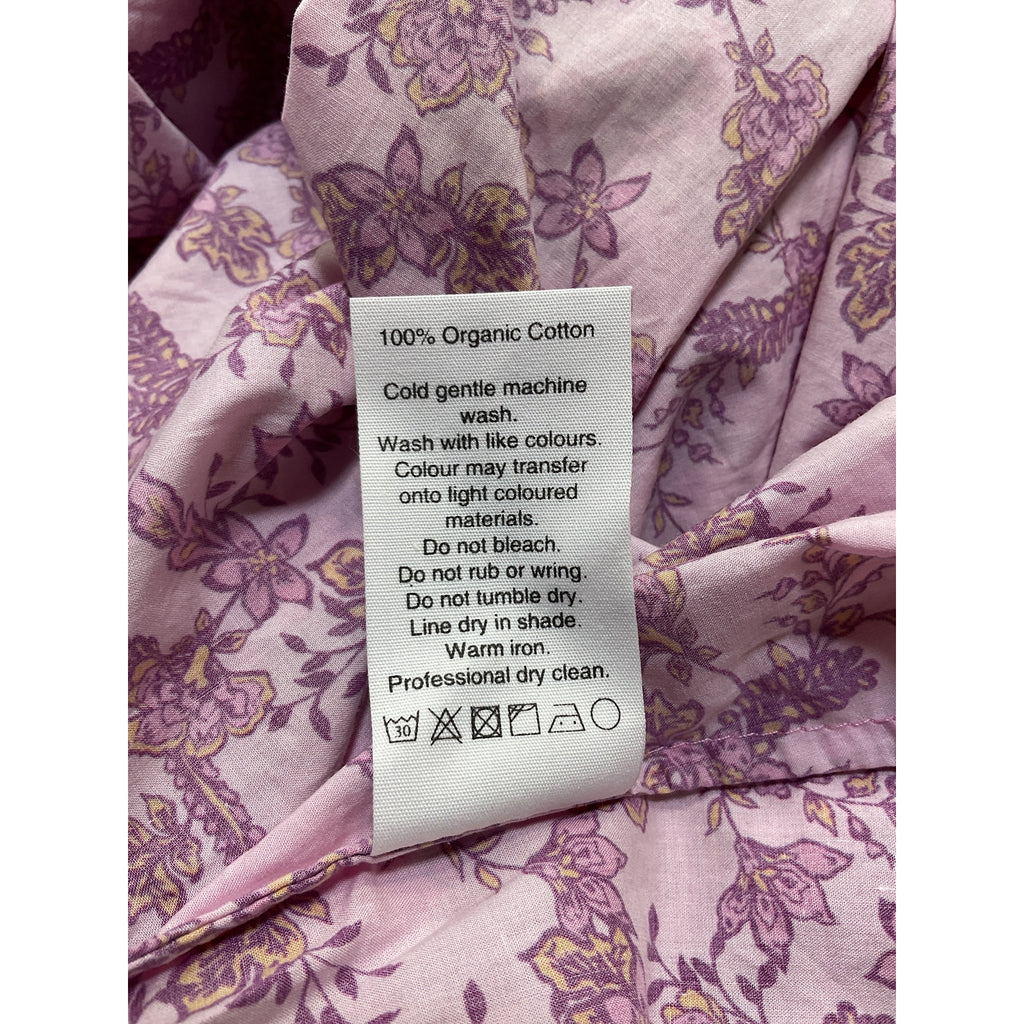 100% Organic Cotton
Cold gentle machine
wash.
Wash with like colours.
Colour may transfer
onto light coloured
materials.
Do not bleach.
Do not rub or wring.
Do not tumble dry.
Line dry in shade.
Warm iron.
Professional dry clean.
30